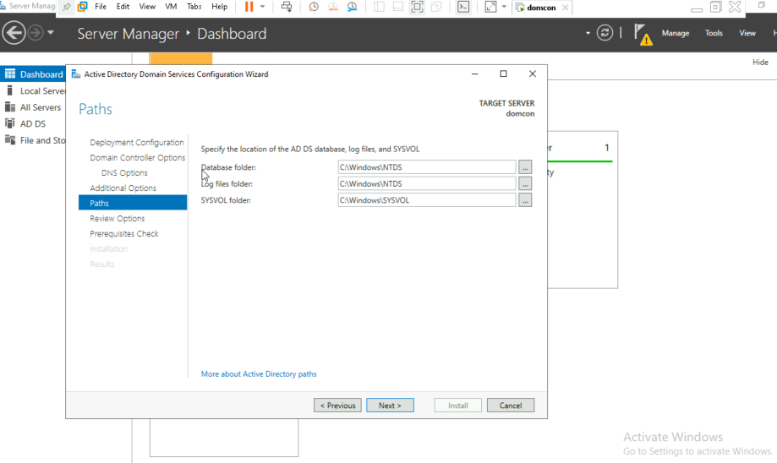 Server Manag File Edit View VM Tabs Help domcon
Server Manager Dashboard Manage Tools View
Hide
Dashboard
Local Server
All Servers
AD DS
File and Sto
1
Active Directory Domain Services Configuration Wizard
Paths
TARGET SERVER
domcon
Deployment Configuration
Domain Controller Options
DNS Options
Additional Options
Paths
Review Options
Prerequisites Check
Installation
Results
Specify the location of the AD DS database, log files, and SYSVOL
Database folder: C:\Windows\NTDS ...
Log files folder: C:\Windows\NTDS ...
SYSVOL folder: C:\Windows\SYSVOL ...
More about Active Directory paths
< Previous Next > Install Cancel
Activate Windows
Go to Settings to activate Windows.